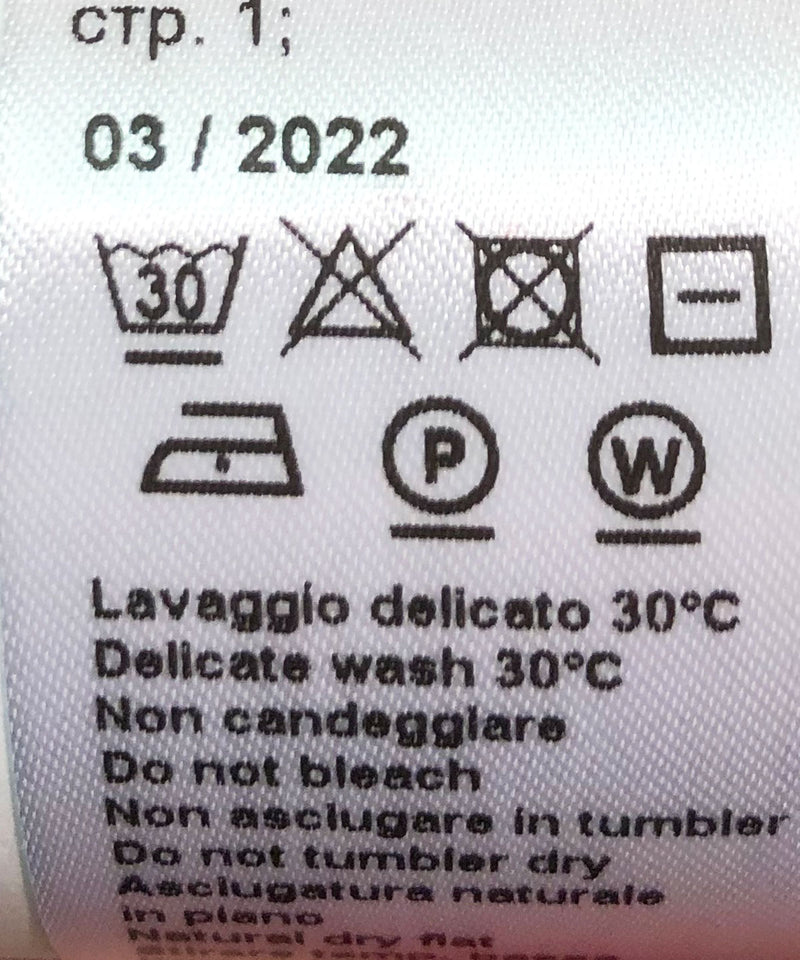 стр. 1;
03 / 2022
30
P
W
Lavaggio delicato 30°C
Delicate wash 30°C
Non candeggiare
Do not bleach
Non asciugare in tumbler
Do not tumbler dry
Asciugatura naturale
in piano
Natural dry flat